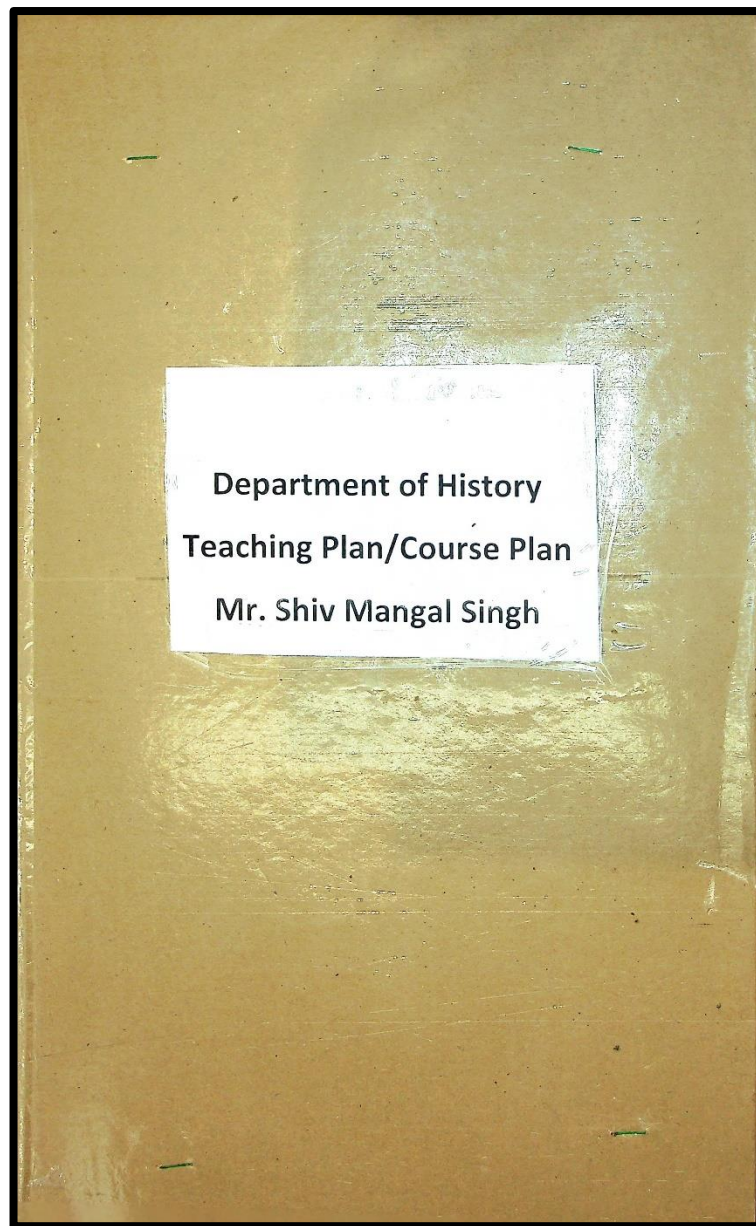 Department of History
Teaching Plan/Course Plan
Mr. Shiv Mangal Singh